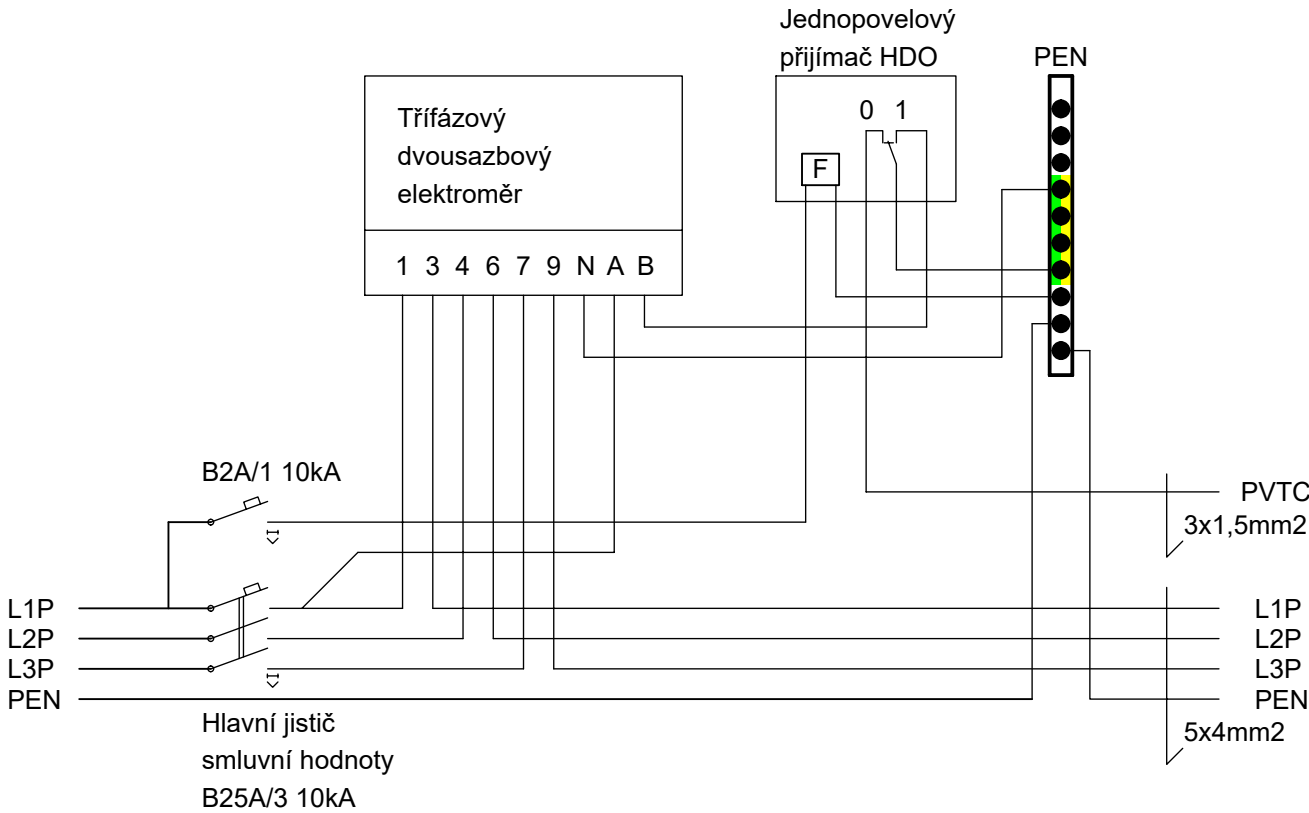 Jednopovelový
přijímač HDO
PEN
Třífázový
dvousazbový
elektroměr
0 1
F
1 3 4 6 7 9 N A B
B2A/1 10kA
PVTC
3x1,5mm2
L1P
L2P
L3P
PEN
L1P
L2P
L3P
PEN
5x4mm2
Hlavní jistič
smluvní hodnoty
B25A/3 10kA